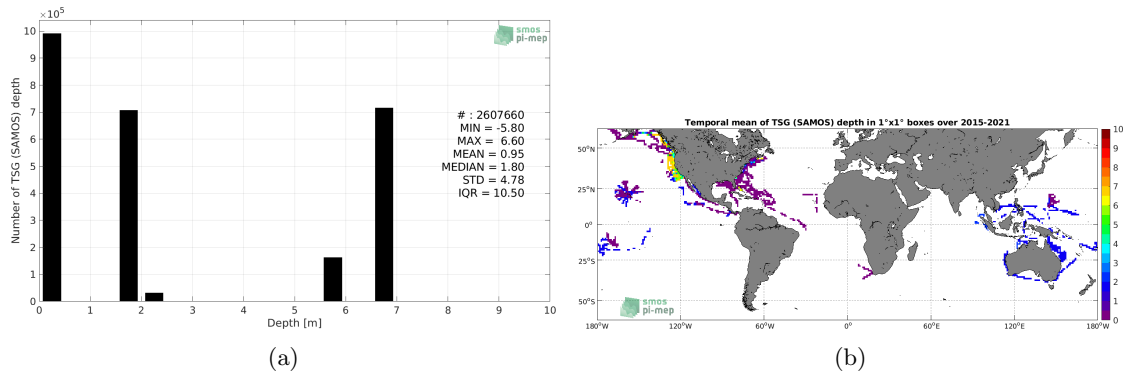 ×10⁵
10
9
8
7
6
5
4
3
2
1
0
Number of TSG (SAMOS) depth
smos
pi-mep
# : 2607660
MIN = -5.80
MAX = 6.60
MEAN = 0.95
MEDIAN = 1.80
STD = 4.78
IQR = 10.50
0 1 2 3 4 5 6 7 8 9 10
Depth [m]
(a)
Temporal mean of TSG (SAMOS) depth in 1°x1° boxes over 2015-2021
50°N
25°N
0°
25°S
50°S
smos
pi-mep
180°W 120°W 60°W 0° 60°E 120°E 180°W
10
9
8
7
6
5
4
3
2
1
0
(b)